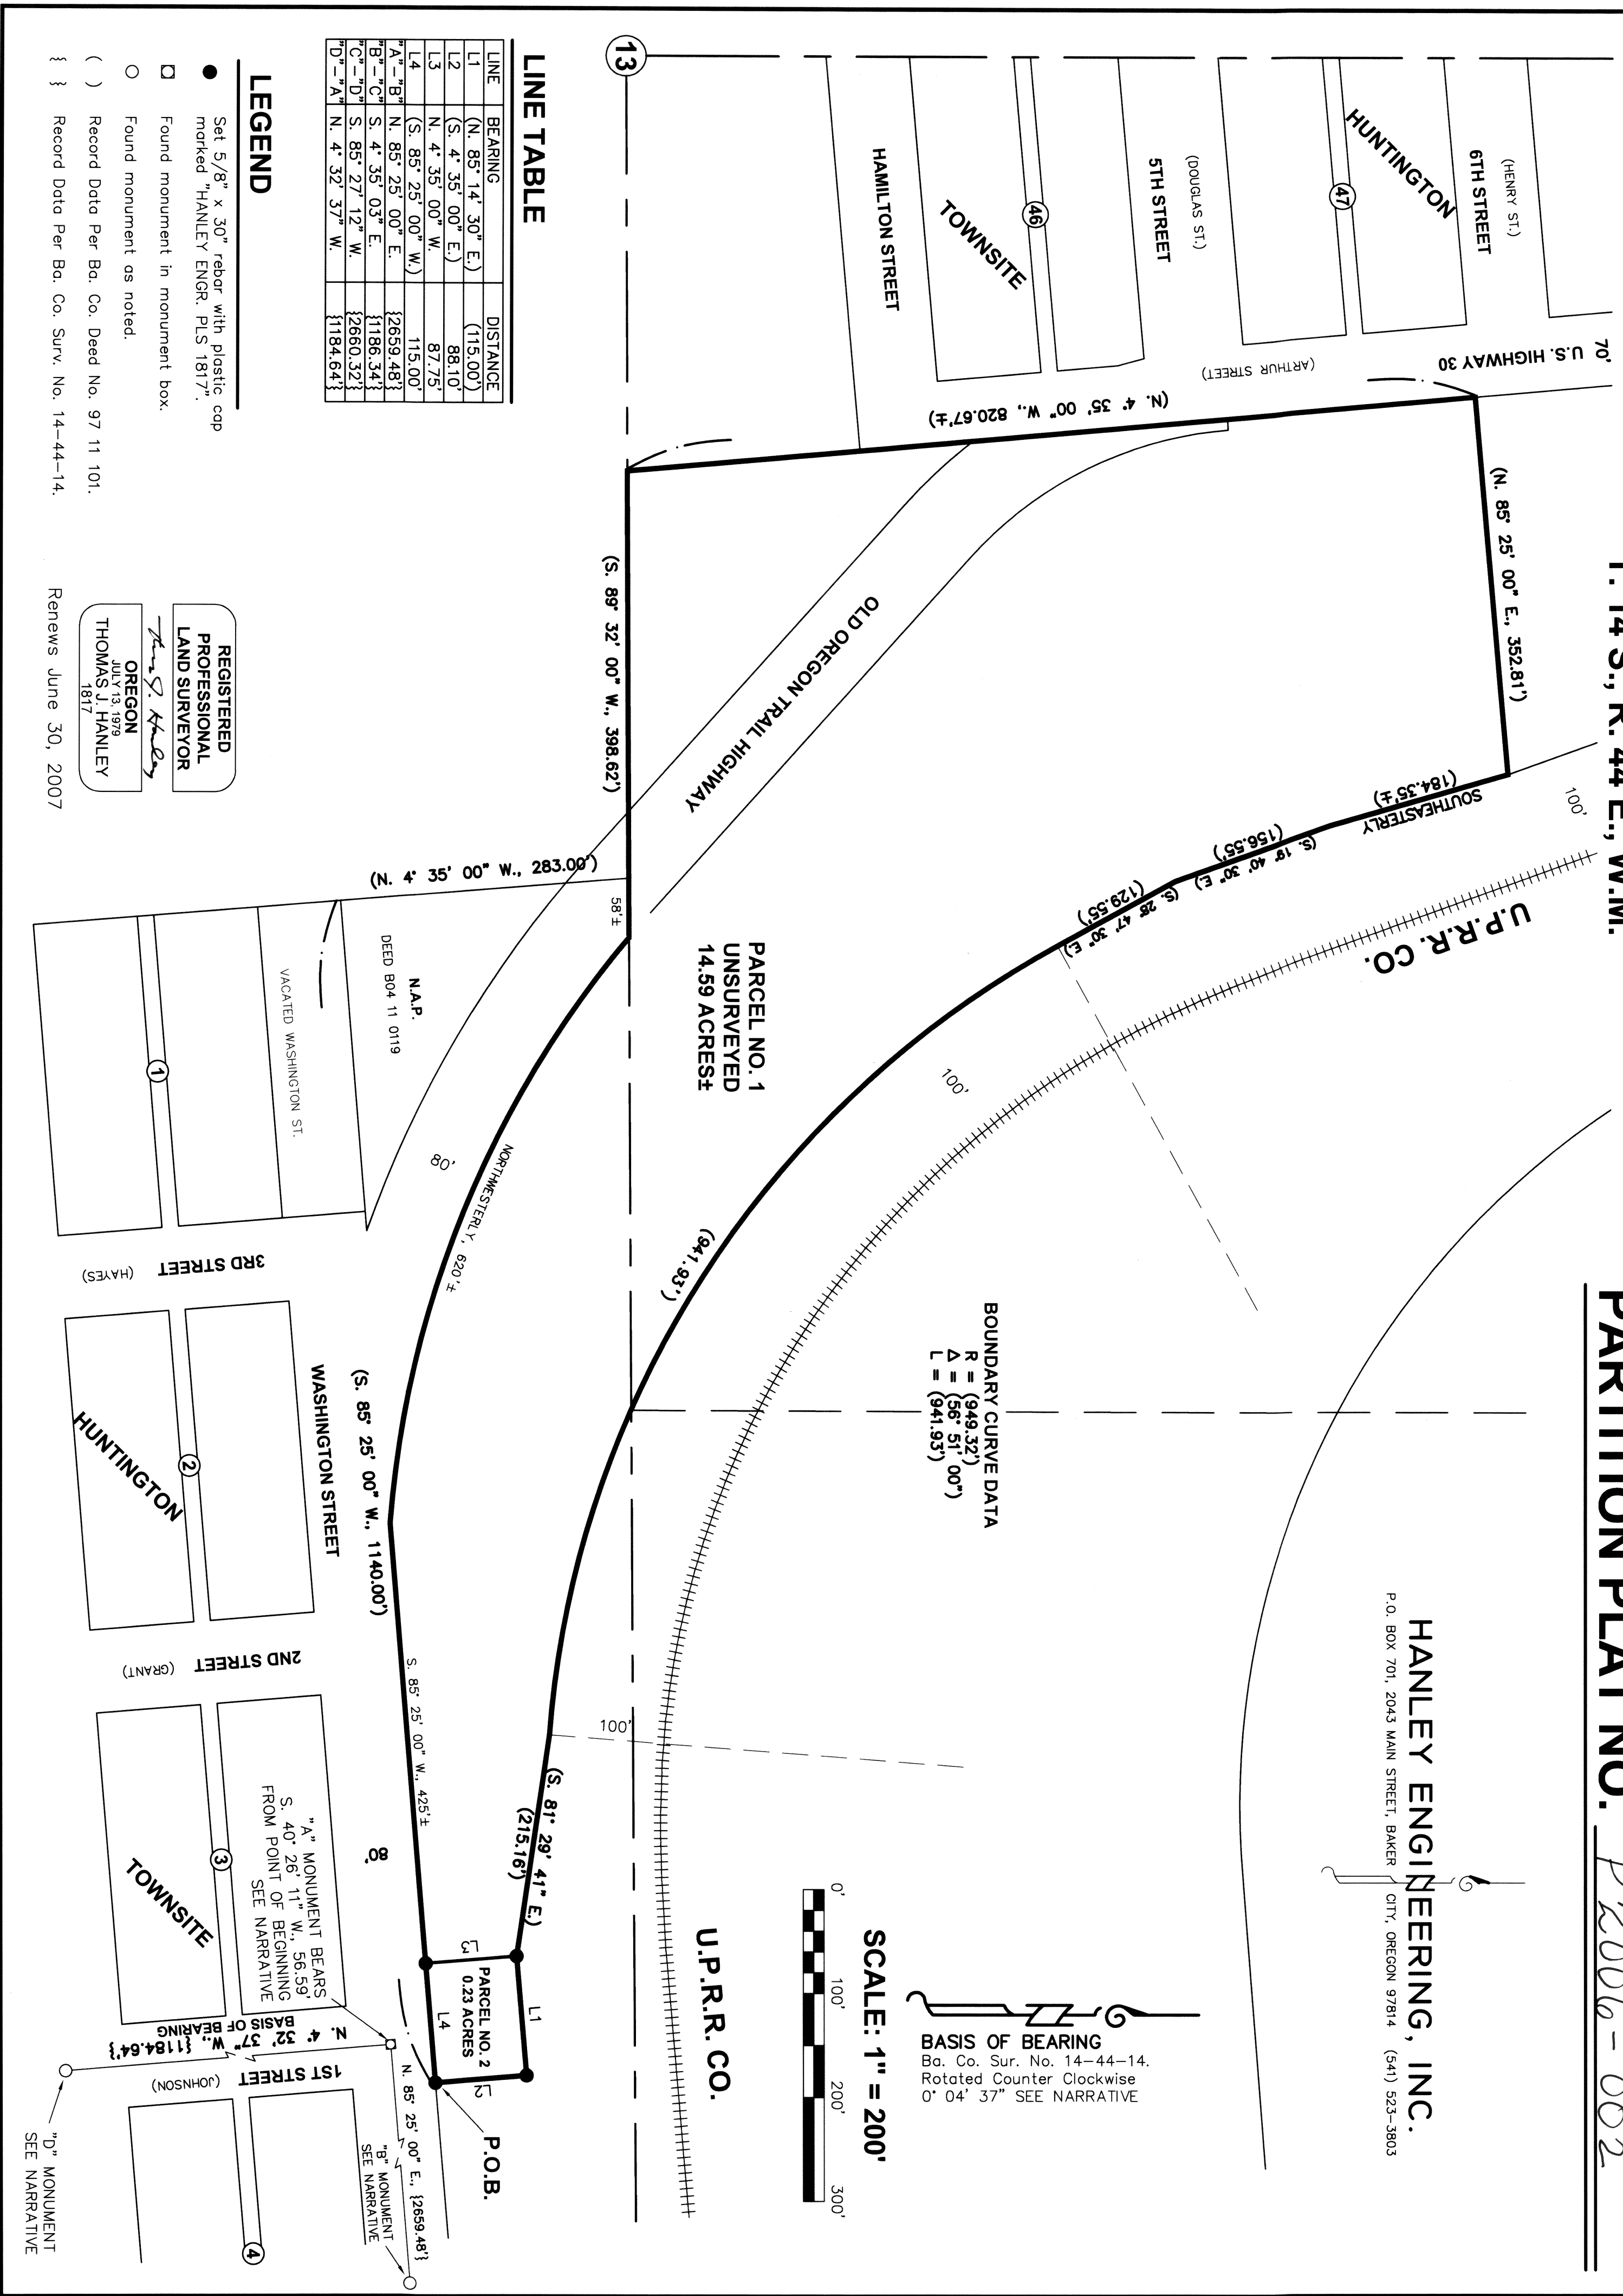 PARTITION PLAT NO. P2006-002
T. 14 S., R. 44 E., W.M.
HANLEY ENGINEERING, INC.
P.O. BOX 701, 2043 MAIN STREET, BAKER CITY, OREGON 97814 (541) 523-3803
70'
U.S. HIGHWAY 30
(ARTHUR STREET)
(HENRY ST.)
6TH STREET
HUNTINGTON
47
(DOUGLAS ST.)
5TH STREET
46
TOWNSITE
HAMILTON STREET
13
(N. 4° 35' 00" W., 820.67'±)
(N. 85° 25' 00" E., 352.81')
SOUTHEASTERLY
(184.35'±)
100'
(S. 19° 40' 30" E.)
(156.55')
(S. 28° 47' 30" E.)
(129.55')
U.P.R.R. CO.
100'
OLD OREGON TRAIL HIGHWAY
(S. 89° 32' 00" W., 398.62')
58'±
(N. 4° 35' 00" W., 283.00')
PARCEL NO. 1
UNSURVEYED
14.59 ACRES±
(941.93')
BOUNDARY CURVE DATA
R = (949.32')
Δ = (56° 51' 00")
L = (941.93')
N.A.P.
DEED B04 11 0119
VACATED WASHINGTON ST.
1
80'
NORTHWESTERLY, 620'±
3RD STREET
(HAYES)
(S. 85° 25' 00" W., 1140.00')
WASHINGTON STREET
2
HUNTINGTON
2ND STREET
(GRANT)
S. 85° 25' 00" W., 425'±
100'
(S. 81° 29' 41" E.)
(215.16')
80'
"A" MONUMENT BEARS
S. 40° 26' 11" W., 56.59'
FROM POINT OF BEGINNING
SEE NARRATIVE
3
TOWNSITE
L3
L1
PARCEL NO. 2
0.23 ACRES
L4
L2
P.O.B.
U.P.R.R. CO.
N. 4° 32' 37" W., {1184.64'}
BASIS OF BEARING
1ST STREET
(JOHNSON)
N. 85° 25' 00" E., {2659.48'}
"B" MONUMENT
SEE NARRATIVE
4
"D" MONUMENT
SEE NARRATIVE
SCALE: 1" = 200'
0'
100'
200'
300'
BASIS OF BEARING
Ba. Co. Sur. No. 14-44-14.
Rotated Counter Clockwise
0° 04' 37" SEE NARRATIVE
LINE TABLE
LINE BEARING DISTANCE
L1 (N. 85° 14' 30" E.) (115.00')
L2 (S. 4° 35' 00" E.) 88.10'
L3 N. 4° 35' 00" W. 87.75'
L4 (S. 85° 25' 00" W.) 115.00'
"A"-"B" N. 85° 25' 00" E. {2659.48'}
"B"-"C" S. 4° 35' 03" E. {1186.34'}
"C"-"D" S. 85° 27' 12" W. {2660.32'}
"D"-"A" N. 4° 32' 37" W. {1184.64'}
LEGEND
Set 5/8" x 30" rebar with plastic cap
marked "HANLEY ENGR. PLS 1817".
Found monument in monument box.
Found monument as noted.
( ) Record Data Per Ba. Co. Deed No. 97 11 101.
{ } Record Data Per Ba. Co. Surv. No. 14-44-14.
REGISTERED
PROFESSIONAL
LAND SURVEYOR
Thomas J. Hanley
OREGON
JULY 13, 1979
THOMAS J. HANLEY
1817
Renews June 30, 2007